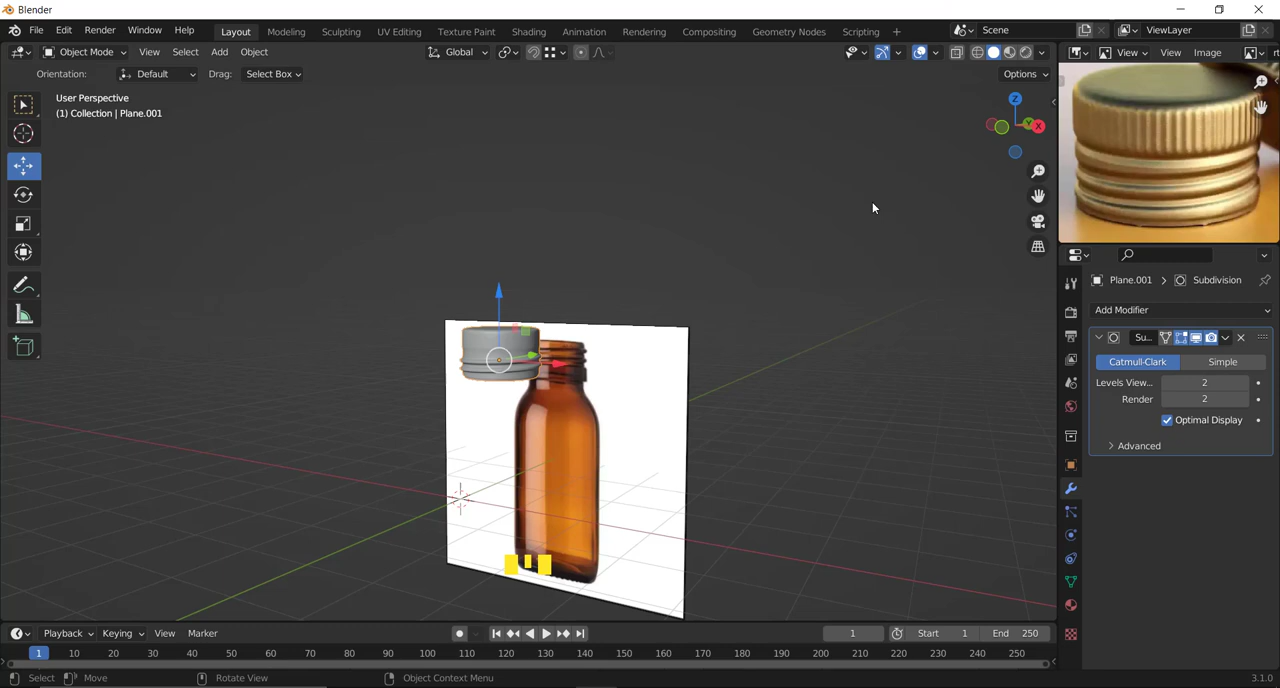 Blender
File Edit Render Window Help Layout Modeling Sculpting UV Editing Texture Paint Shading Animation Rendering Compositing Geometry Nodes Scripting + Scene ViewLayer
Object Mode View Select Add Object Global View View Image
Orientation: Default Drag: Select Box Options
User Perspective
(1) Collection | Plane.001
Z
Y
X
Plane.001 > Subdivision
Add Modifier
Su...
Catmull-Clark Simple
Levels View... 2
Render 2
Optimal Display
Advanced
Playback Keying View Marker 1 Start 1 End 250
1 10 20 30 40 50 60 70 80 90 100 110 120 130 140 150 160 170 180 190 200 210 220 230 240 250
Select Move Rotate View Object Context Menu 3.1.0